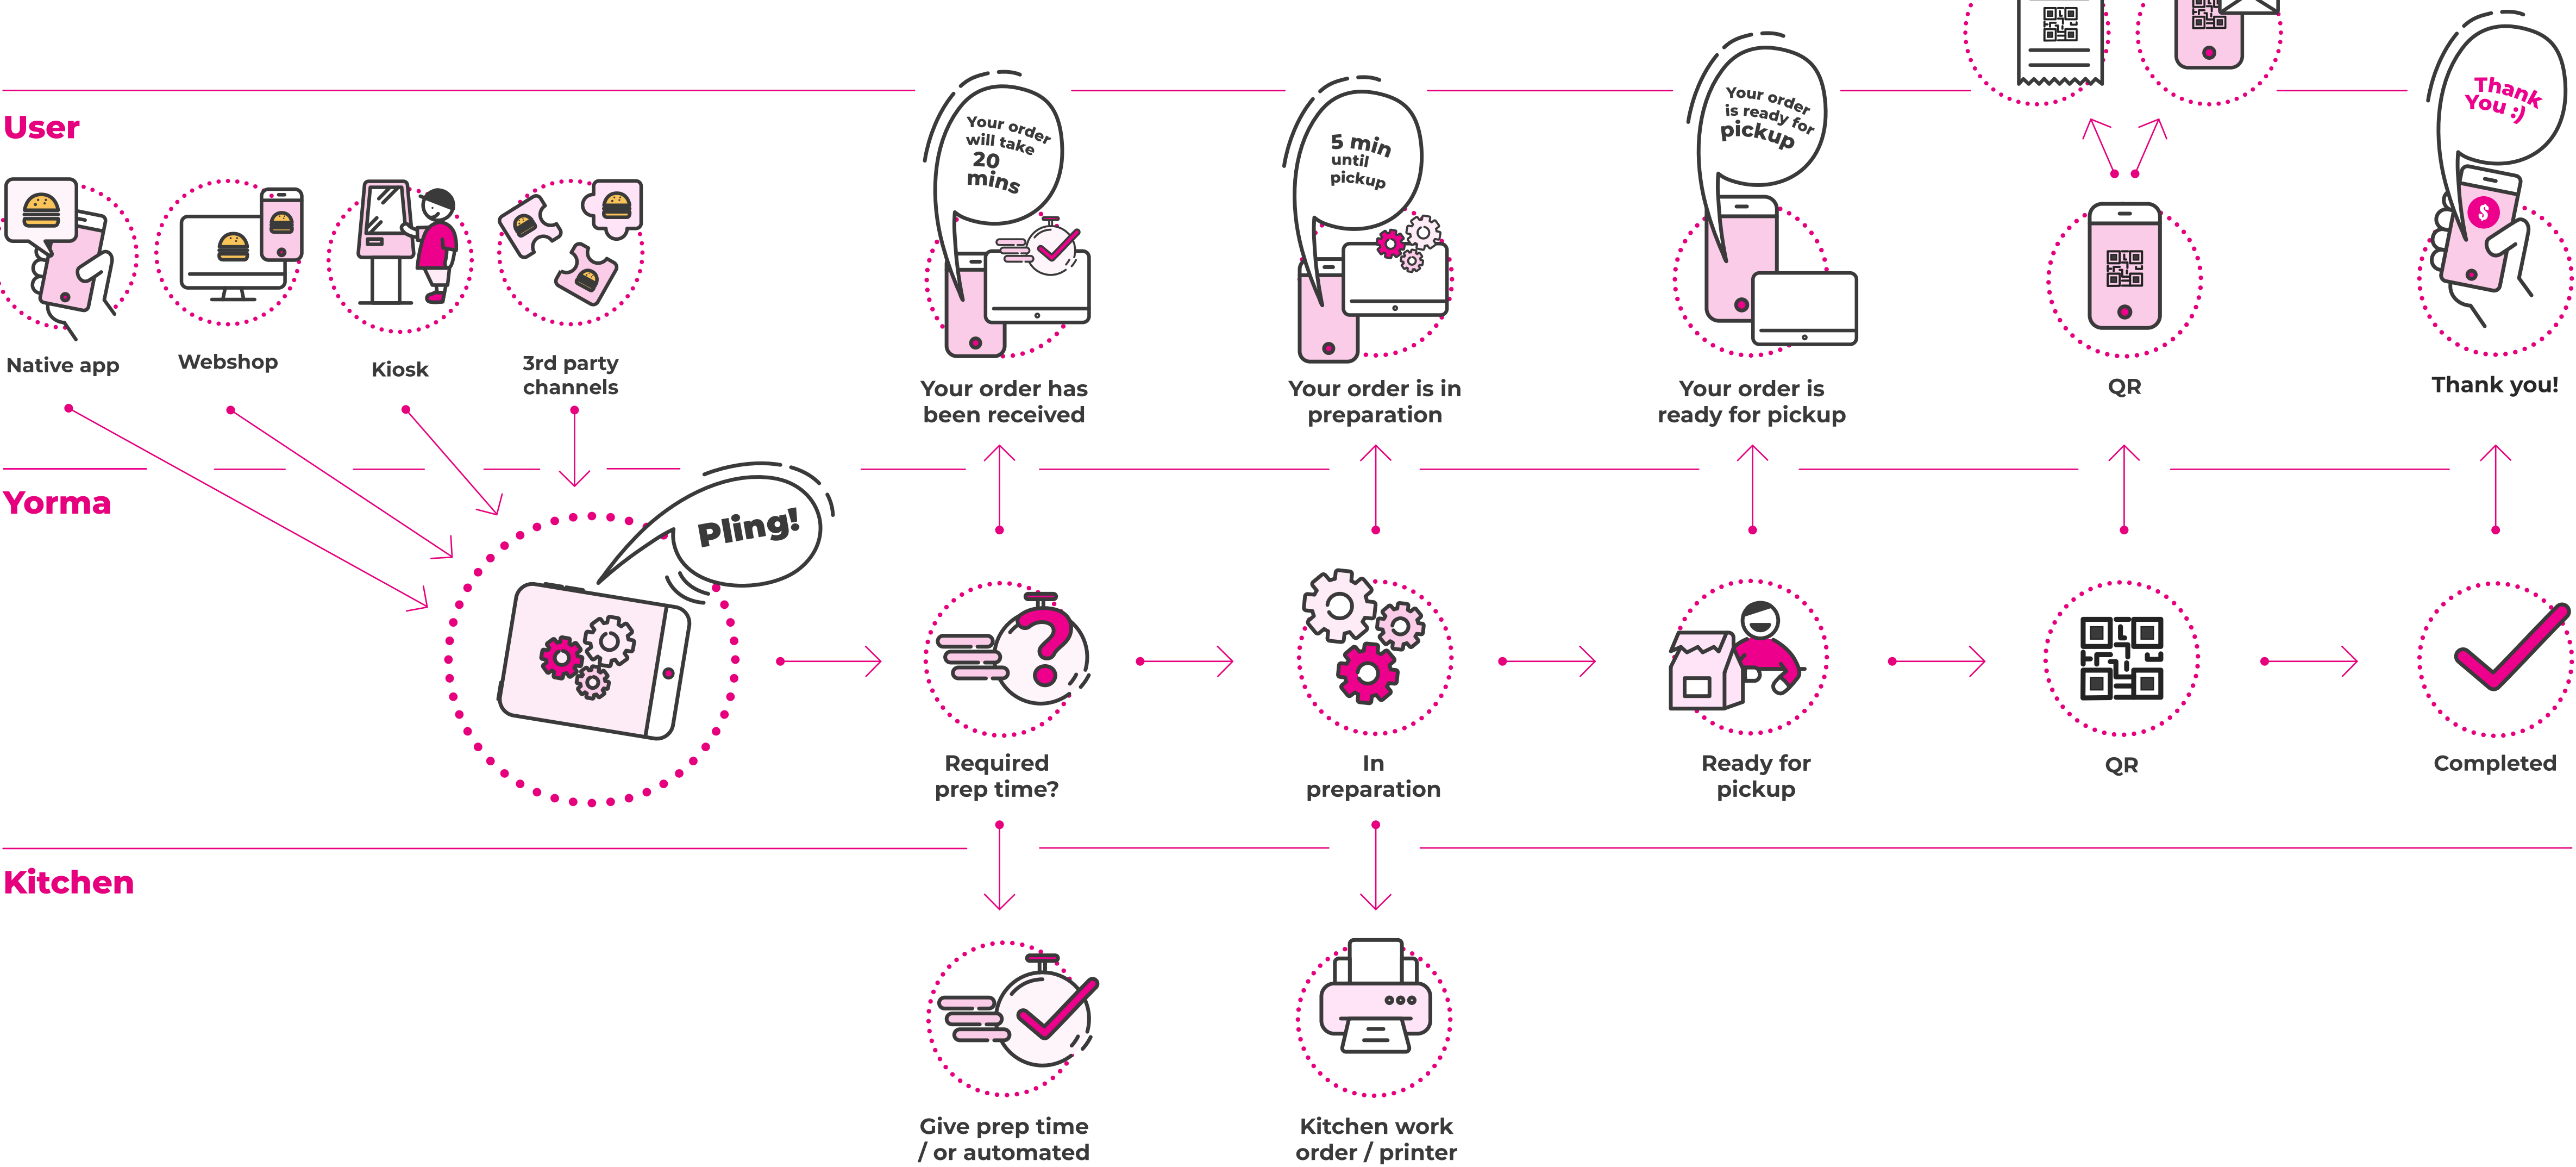 User
Your order
will take
20
mins
5 min
until
pickup
Your order
is ready for
pickup
Thank
You :)
Native app
Webshop
Kiosk
3rd party
channels
Your order has
been received
Your order is in
preparation
Your order is
ready for pickup
QR
$
Thank you!
Yorma
Pling!
Required
prep time?
In
preparation
Ready for
pickup
QR
Completed
Kitchen
Give prep time
/ or automated
Kitchen work
order / printer